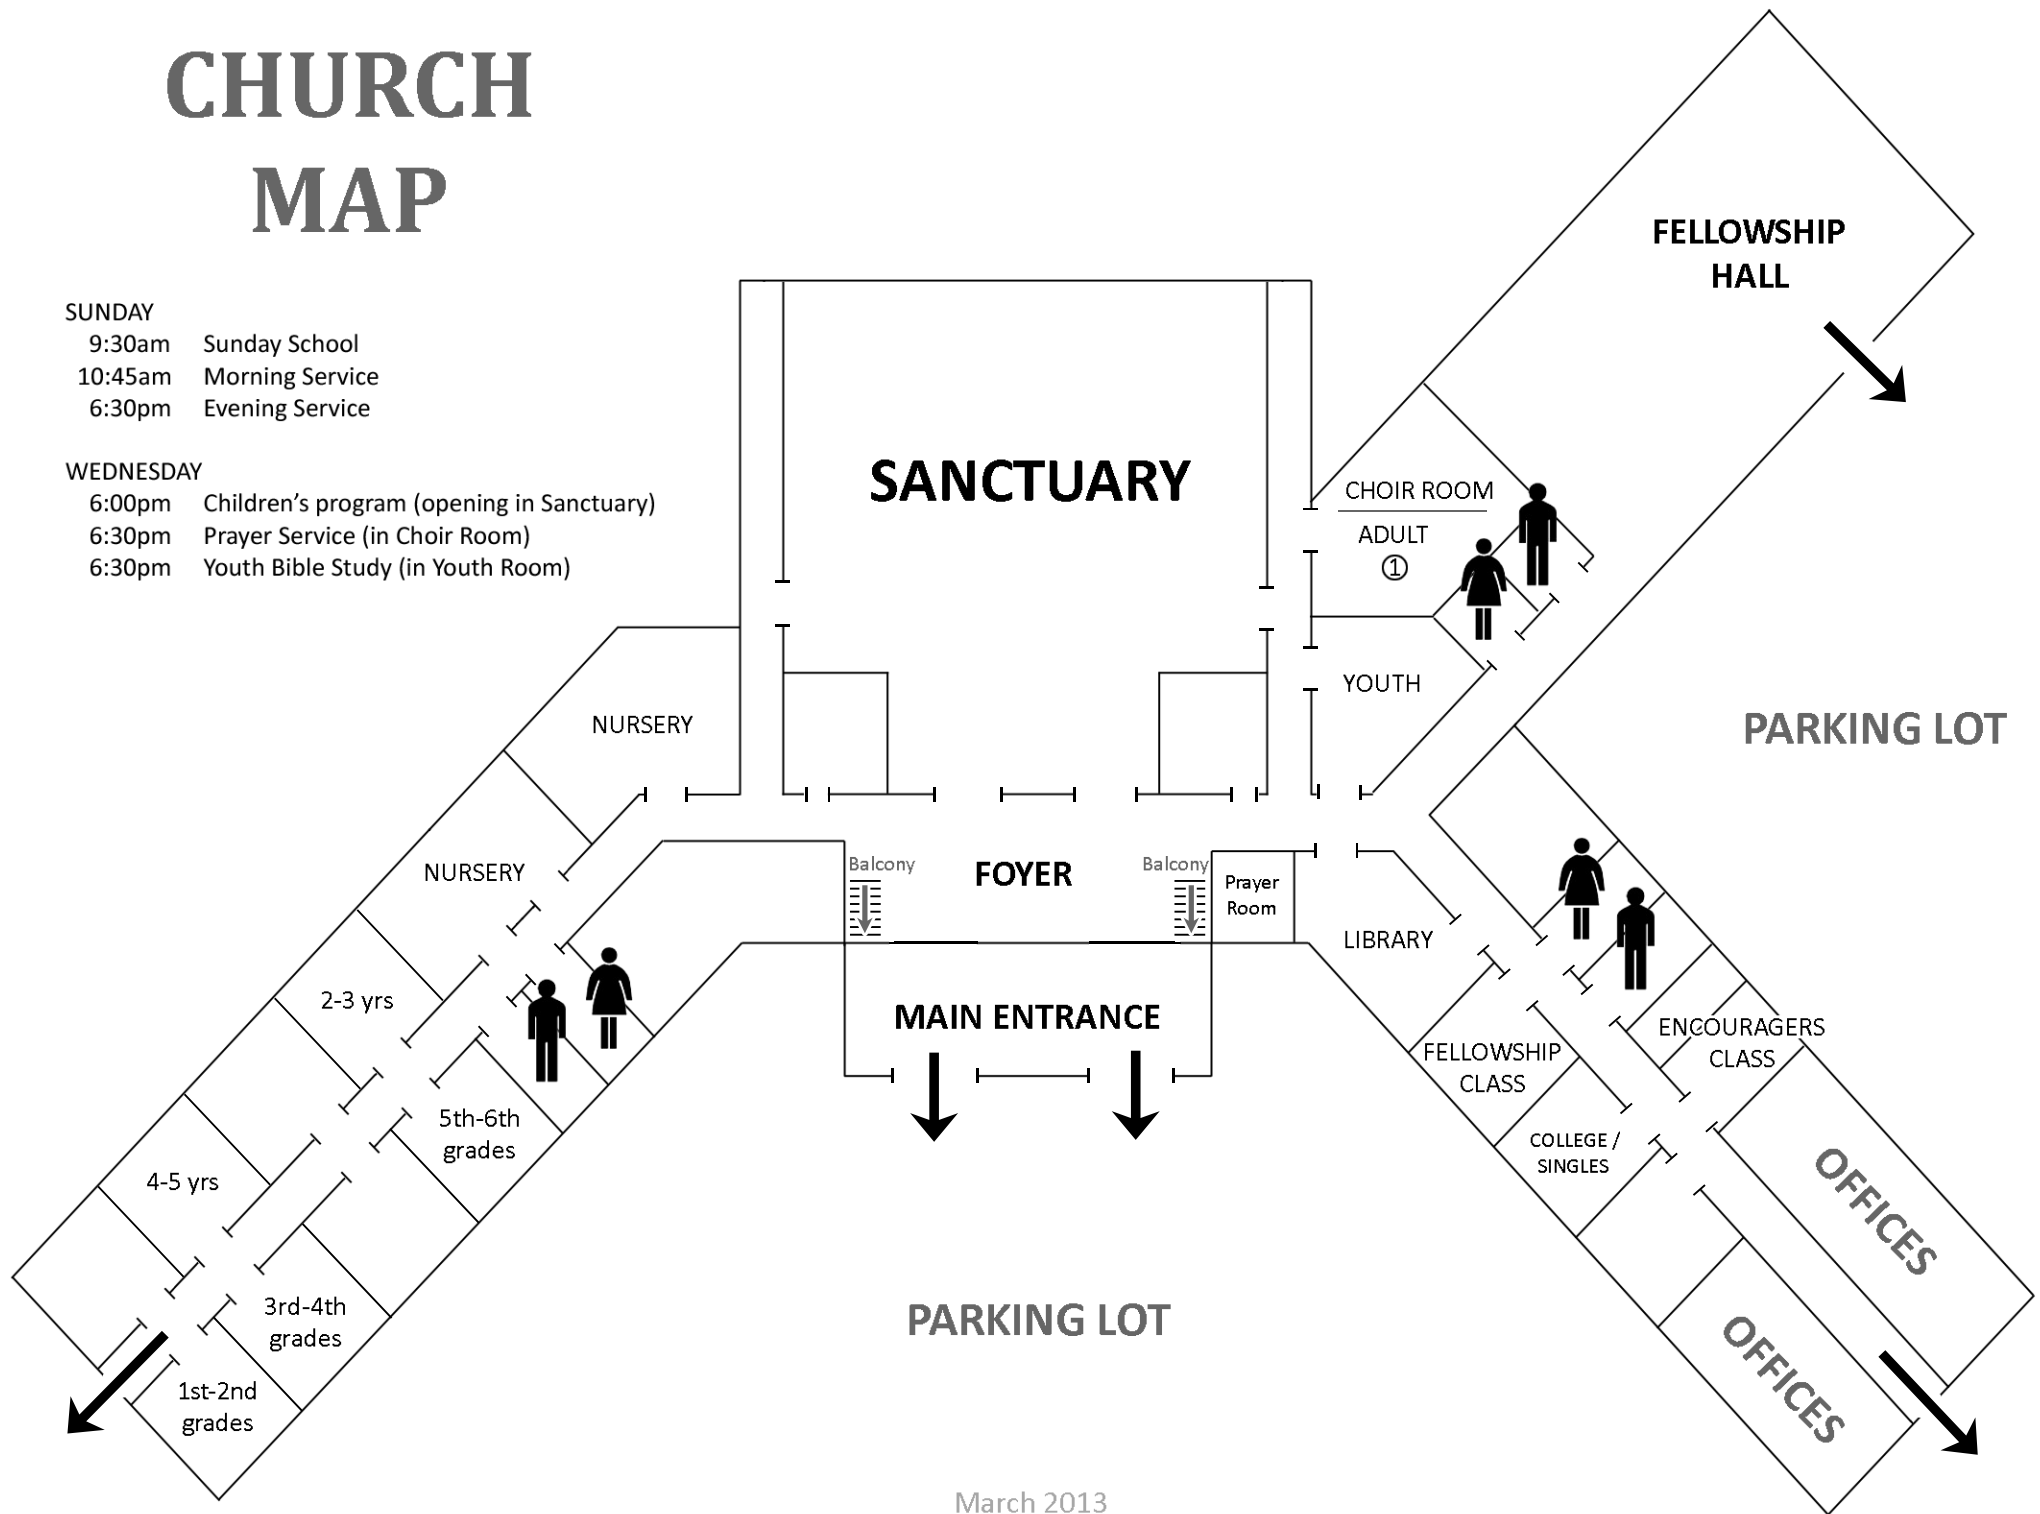 CHURCH
MAP
SUNDAY
9:30am Sunday School
10:45am Morning Service
6:30pm Evening Service
WEDNESDAY
6:00pm Children’s program (opening in Sanctuary)
6:30pm Prayer Service (in Choir Room)
6:30pm Youth Bible Study (in Youth Room)
FELLOWSHIP
HALL
SANCTUARY
CHOIR ROOM
ADULT
①
YOUTH
PARKING LOT
NURSERY
NURSERY
2-3 yrs
4-5 yrs
5th-6th
grades
3rd-4th
grades
1st-2nd
grades
Balcony
FOYER
Balcony
Prayer
Room
LIBRARY
MAIN ENTRANCE
FELLOWSHIP
CLASS
ENCOURAGERS
CLASS
COLLEGE /
SINGLES
OFFICES
OFFICES
PARKING LOT
March 2013